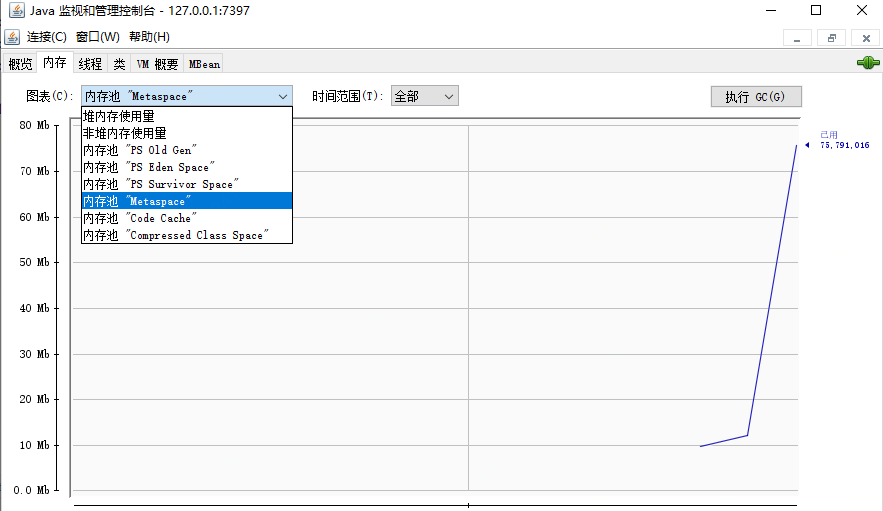 Java 监视和管理控制台 - 127.0.0.1:7397
连接(C) 窗口(W) 帮助(H)
概览 内存 线程 类 VM 概要 MBean
图表(C): 内存池 "Metaspace" 时间范围(T): 全部 执行 GC(G)
堆内存使用量
非堆内存使用量
内存池 "PS Old Gen"
内存池 "PS Eden Space"
内存池 "PS Survivor Space"
内存池 "Metaspace"
内存池 "Code Cache"
内存池 "Compressed Class Space"
80 Mb
70 Mb
60 Mb
50 Mb
40 Mb
30 Mb
20 Mb
10 Mb
0.0 Mb
已用
75,791,016